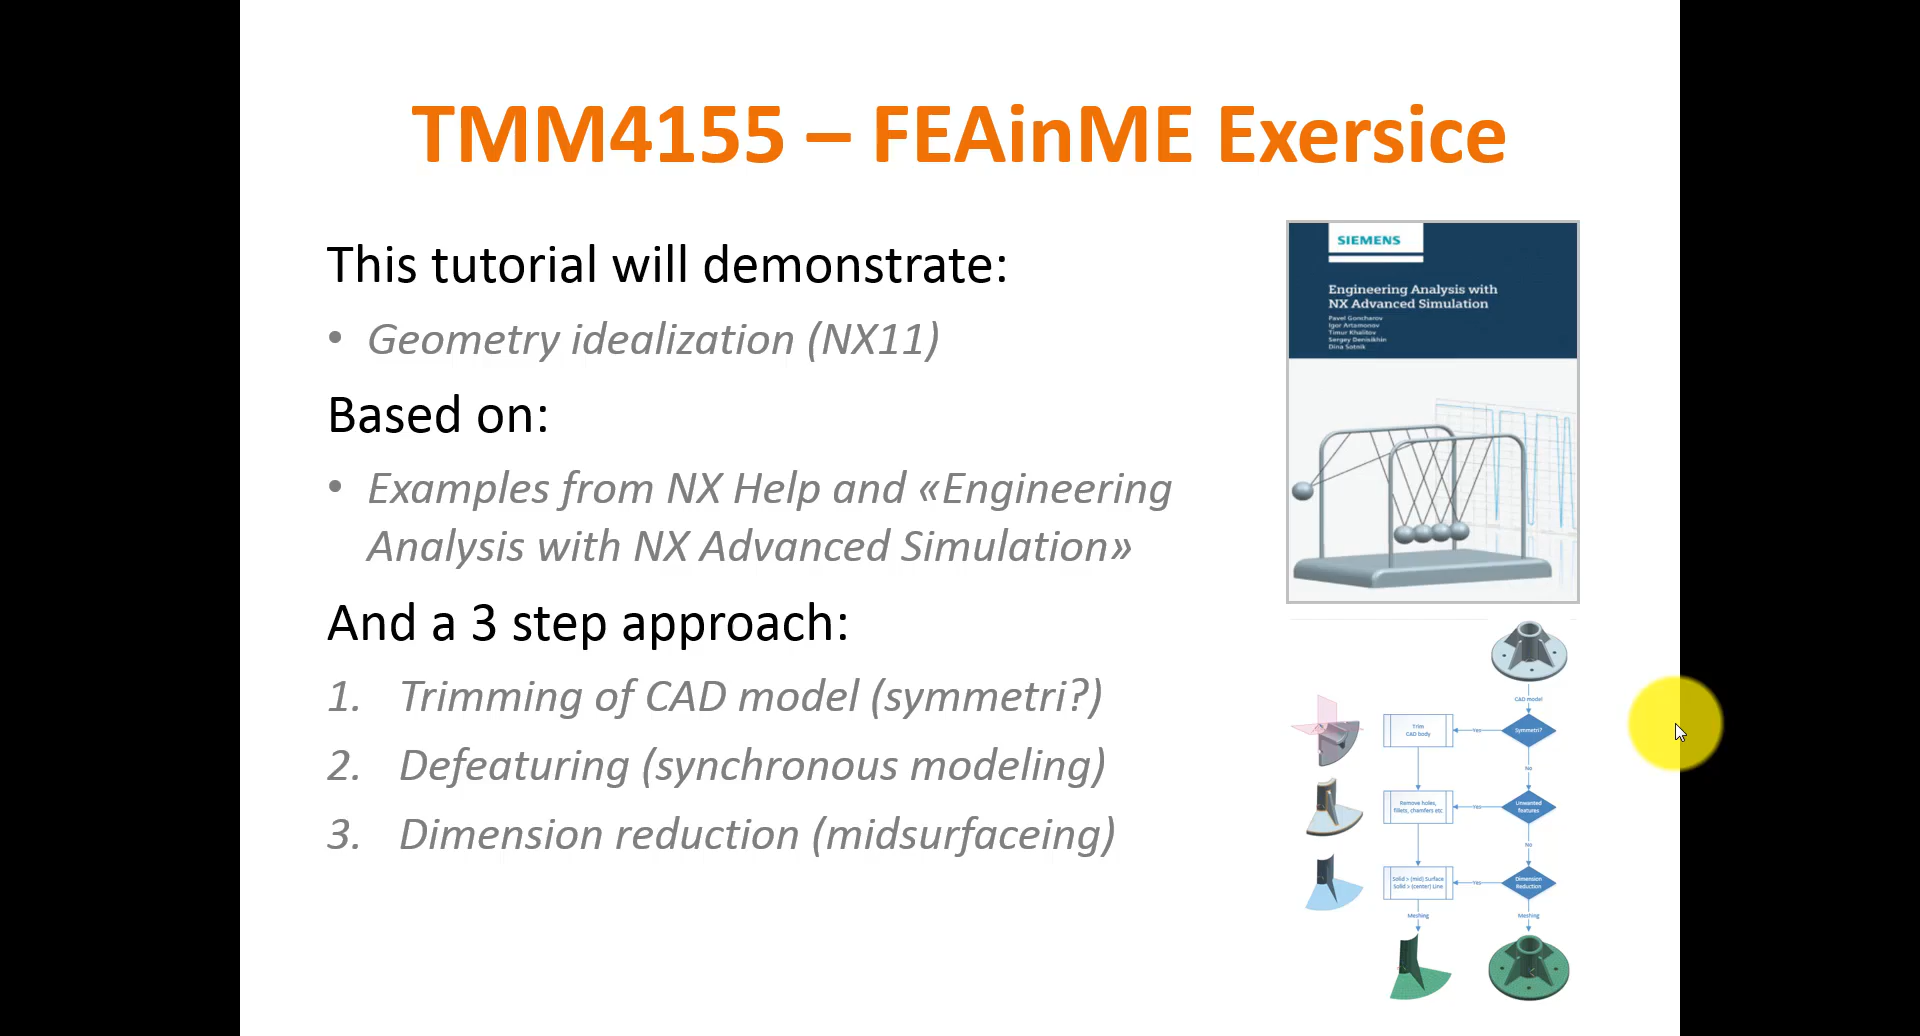 TMM4155 – FEAinME Exersice
This tutorial will demonstrate:
• Geometry idealization (NX11)
Based on:
• Examples from NX Help and «Engineering
Analysis with NX Advanced Simulation»
And a 3 step approach:
1. Trimming of CAD model (symmetri?)
2. Defeaturing (synchronous modeling)
3. Dimension reduction (midsurfaceing)
SIEMENS
Engineering Analysis with
NX Advanced Simulation
Pavel Goncharov
Igor Artamonov
Timur Khalitov
Sergey Denisikhin
Dina Sotnik
CAD model
Trim
CAD body
Yes
Symmetri?
No
Remove holes,
fillets, chamfers etc
Yes
Unwanted
features
No
Solid > (mid) Surface
Solid > (center) Line
Yes
Dimension
Reduction
Meshing
Meshing